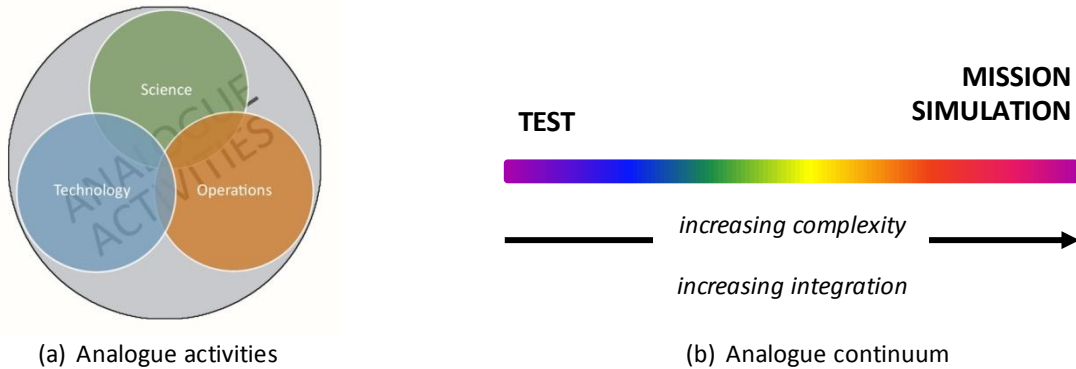 Science
ANALOGUE
ACTIVITIES
Technology
Operations
(a) Analogue activities
TEST
MISSION
SIMULATION
increasing complexity
increasing integration
(b) Analogue continuum